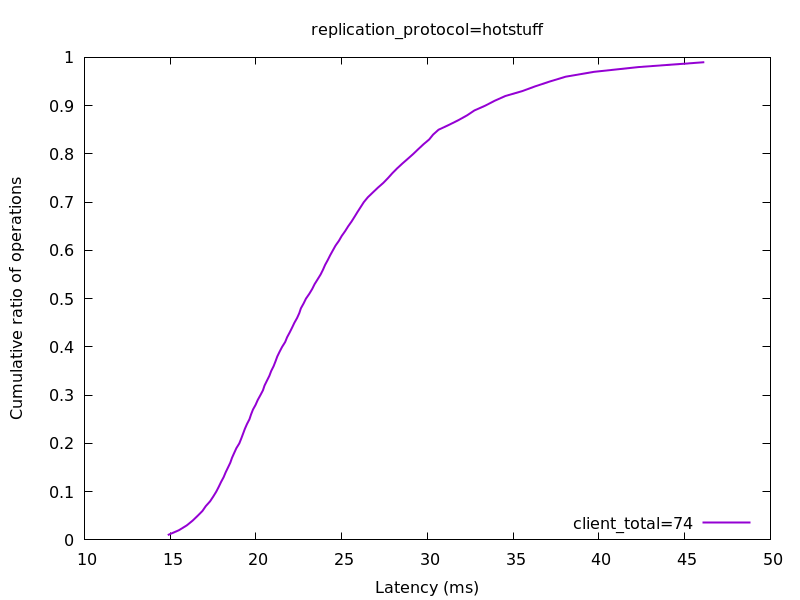 replication_protocol=hotstuff
1
0.9
0.8
0.7
0.6
0.5
0.4
0.3
0.2
0.1
0
Cumulative ratio of operations
client_total=74
10 15 20 25 30 35 40 45 50
Latency (ms)